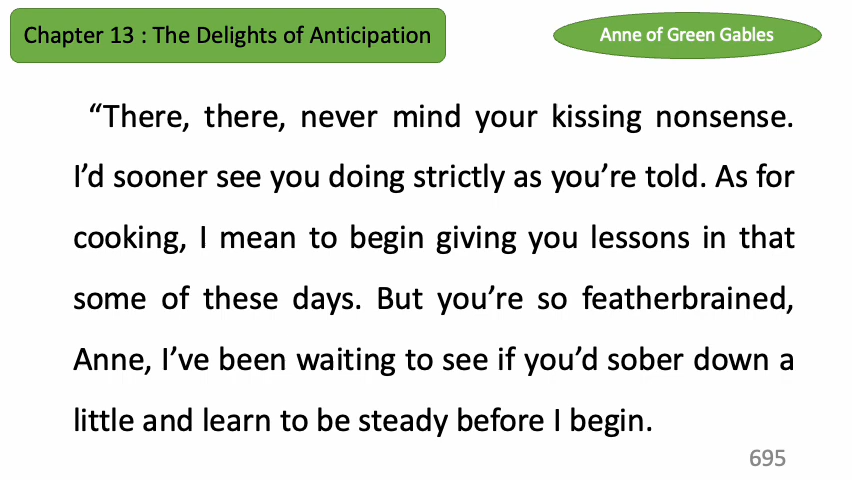 Chapter 13 : The Delights of Anticipation
Anne of Green Gables
“There, there, never mind your kissing nonsense.
I’d sooner see you doing strictly as you’re told. As for
cooking, I mean to begin giving you lessons in that
some of these days. But you’re so featherbrained,
Anne, I’ve been waiting to see if you’d sober down a
little and learn to be steady before I begin.
695